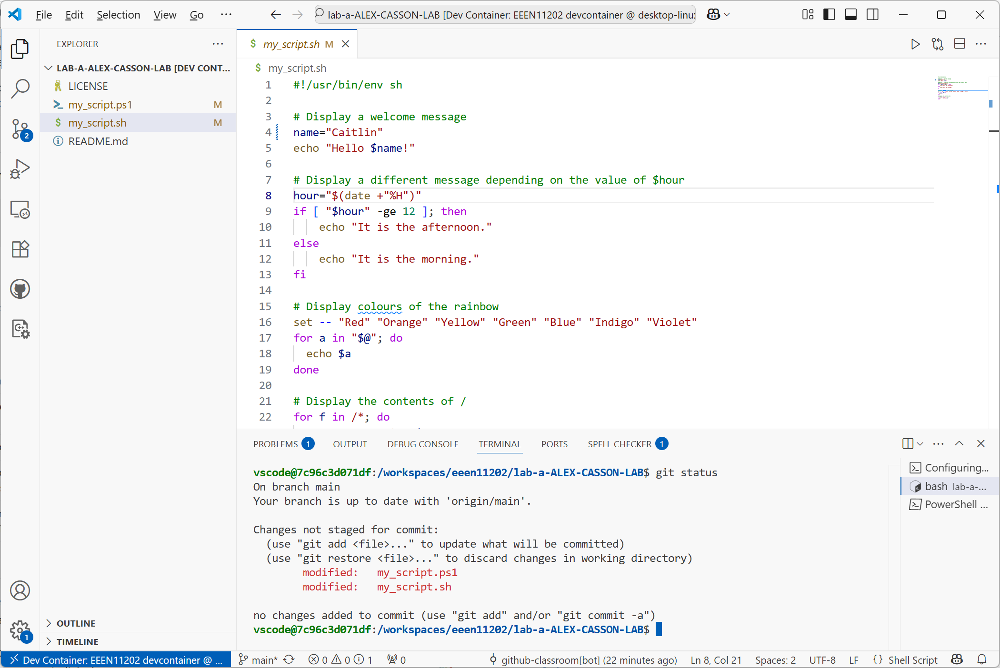 File Edit Selection View Go ...
lab-a-ALEX-CASSON-LAB [Dev Container: EEEN11202 devcontainer @ desktop-linux
EXPLORER
LAB-A-ALEX-CASSON-LAB [DEV CONT...
LICENSE
my_script.ps1 M
my_script.sh M
README.md
2
OUTLINE
TIMELINE
1
$ my_script.sh M
$ my_script.sh
1 #!/usr/bin/env sh
2
3 # Display a welcome message
4 name="Caitlin"
5 echo "Hello $name!"
6
7 # Display a different message depending on the value of $hour
8 hour="$(date +"%H")"
9 if [ "$hour" -ge 12 ]; then
10 echo "It is the afternoon."
11 else
12 echo "It is the morning."
13 fi
14
15 # Display colours of the rainbow
16 set -- "Red" "Orange" "Yellow" "Green" "Blue" "Indigo" "Violet"
17 for a in "$@"; do
18 echo $a
19 done
20
21 # Display the contents of /
22 for f in /*; do
PROBLEMS 1 OUTPUT DEBUG CONSOLE TERMINAL PORTS SPELL CHECKER 1
vscode@7c96c3d071df:/workspaces/eeen11202/lab-a-ALEX-CASSON-LAB$ git status
On branch main
Your branch is up to date with 'origin/main'.
Changes not staged for commit:
(use "git add <file>..." to update what will be committed)
(use "git restore <file>..." to discard changes in working directory)
modified: my_script.ps1
modified: my_script.sh
no changes added to commit (use "git add" and/or "git commit -a")
vscode@7c96c3d071df:/workspaces/eeen11202/lab-a-ALEX-CASSON-LAB$
Configuring...
bash lab-a-...
PowerShell ...
Dev Container: EEEN11202 devcontainer @ ... main* 0 0 1 0 github-classroom[bot] (22 minutes ago) Ln 8, Col 21 Spaces: 2 UTF-8 LF {} Shell Script